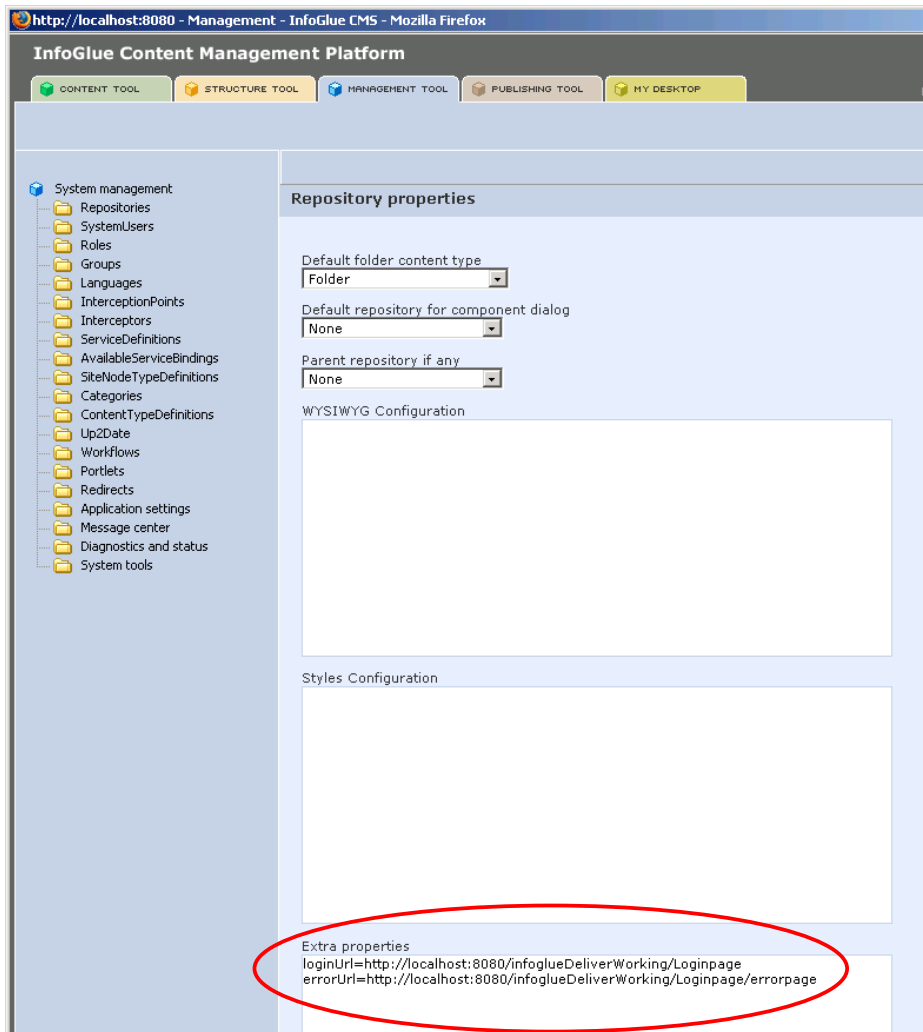 http://localhost:8080 - Management - InfoGlue CMS - Mozilla Firefox
InfoGlue Content Management Platform
CONTENT TOOL
STRUCTURE TOOL
MANAGEMENT TOOL
PUBLISHING TOOL
MY DESKTOP
System management
Repositories
SystemUsers
Roles
Groups
Languages
InterceptionPoints
Interceptors
ServiceDefinitions
AvailableServiceBindings
SiteNodeTypeDefinitions
Categories
ContentTypeDefinitions
Up2Date
Workflows
Portlets
Redirects
Application settings
Message center
Diagnostics and status
System tools
Repository properties
Default folder content type
Folder
Default repository for component dialog
None
Parent repository if any
None
WYSIWYG Configuration
Styles Configuration
Extra properties
loginUrl=http://localhost:8080/infoglueDeliverWorking/Loginpage
errorUrl=http://localhost:8080/infoglueDeliverWorking/Loginpage/errorpage